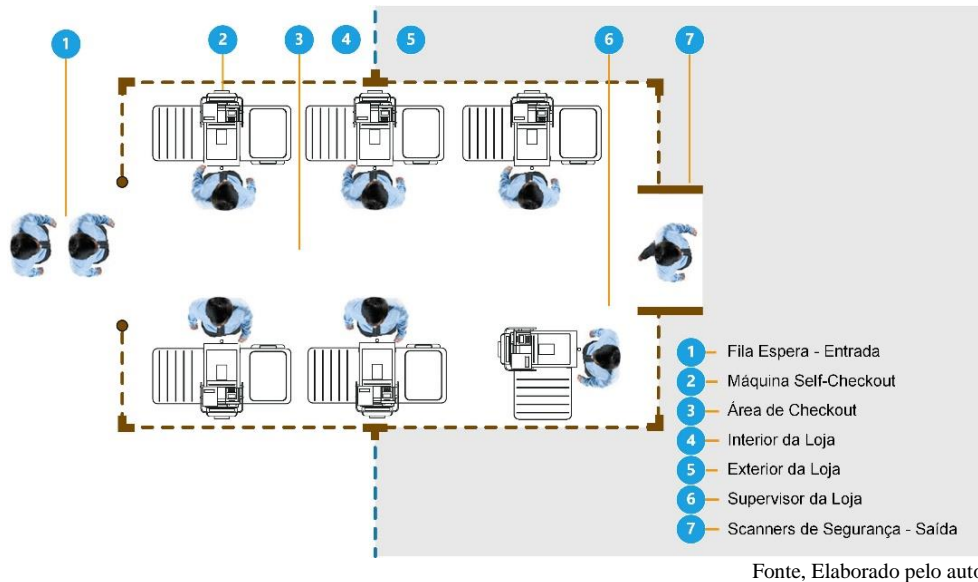 1 2 3 4 5 6 7
1 Fila Espera - Entrada
2 Máquina Self-Checkout
3 Área de Checkout
4 Interior da Loja
5 Exterior da Loja
6 Supervisor da Loja
7 Scanners de Segurança - Saída
Fonte, Elaborado pelo auto